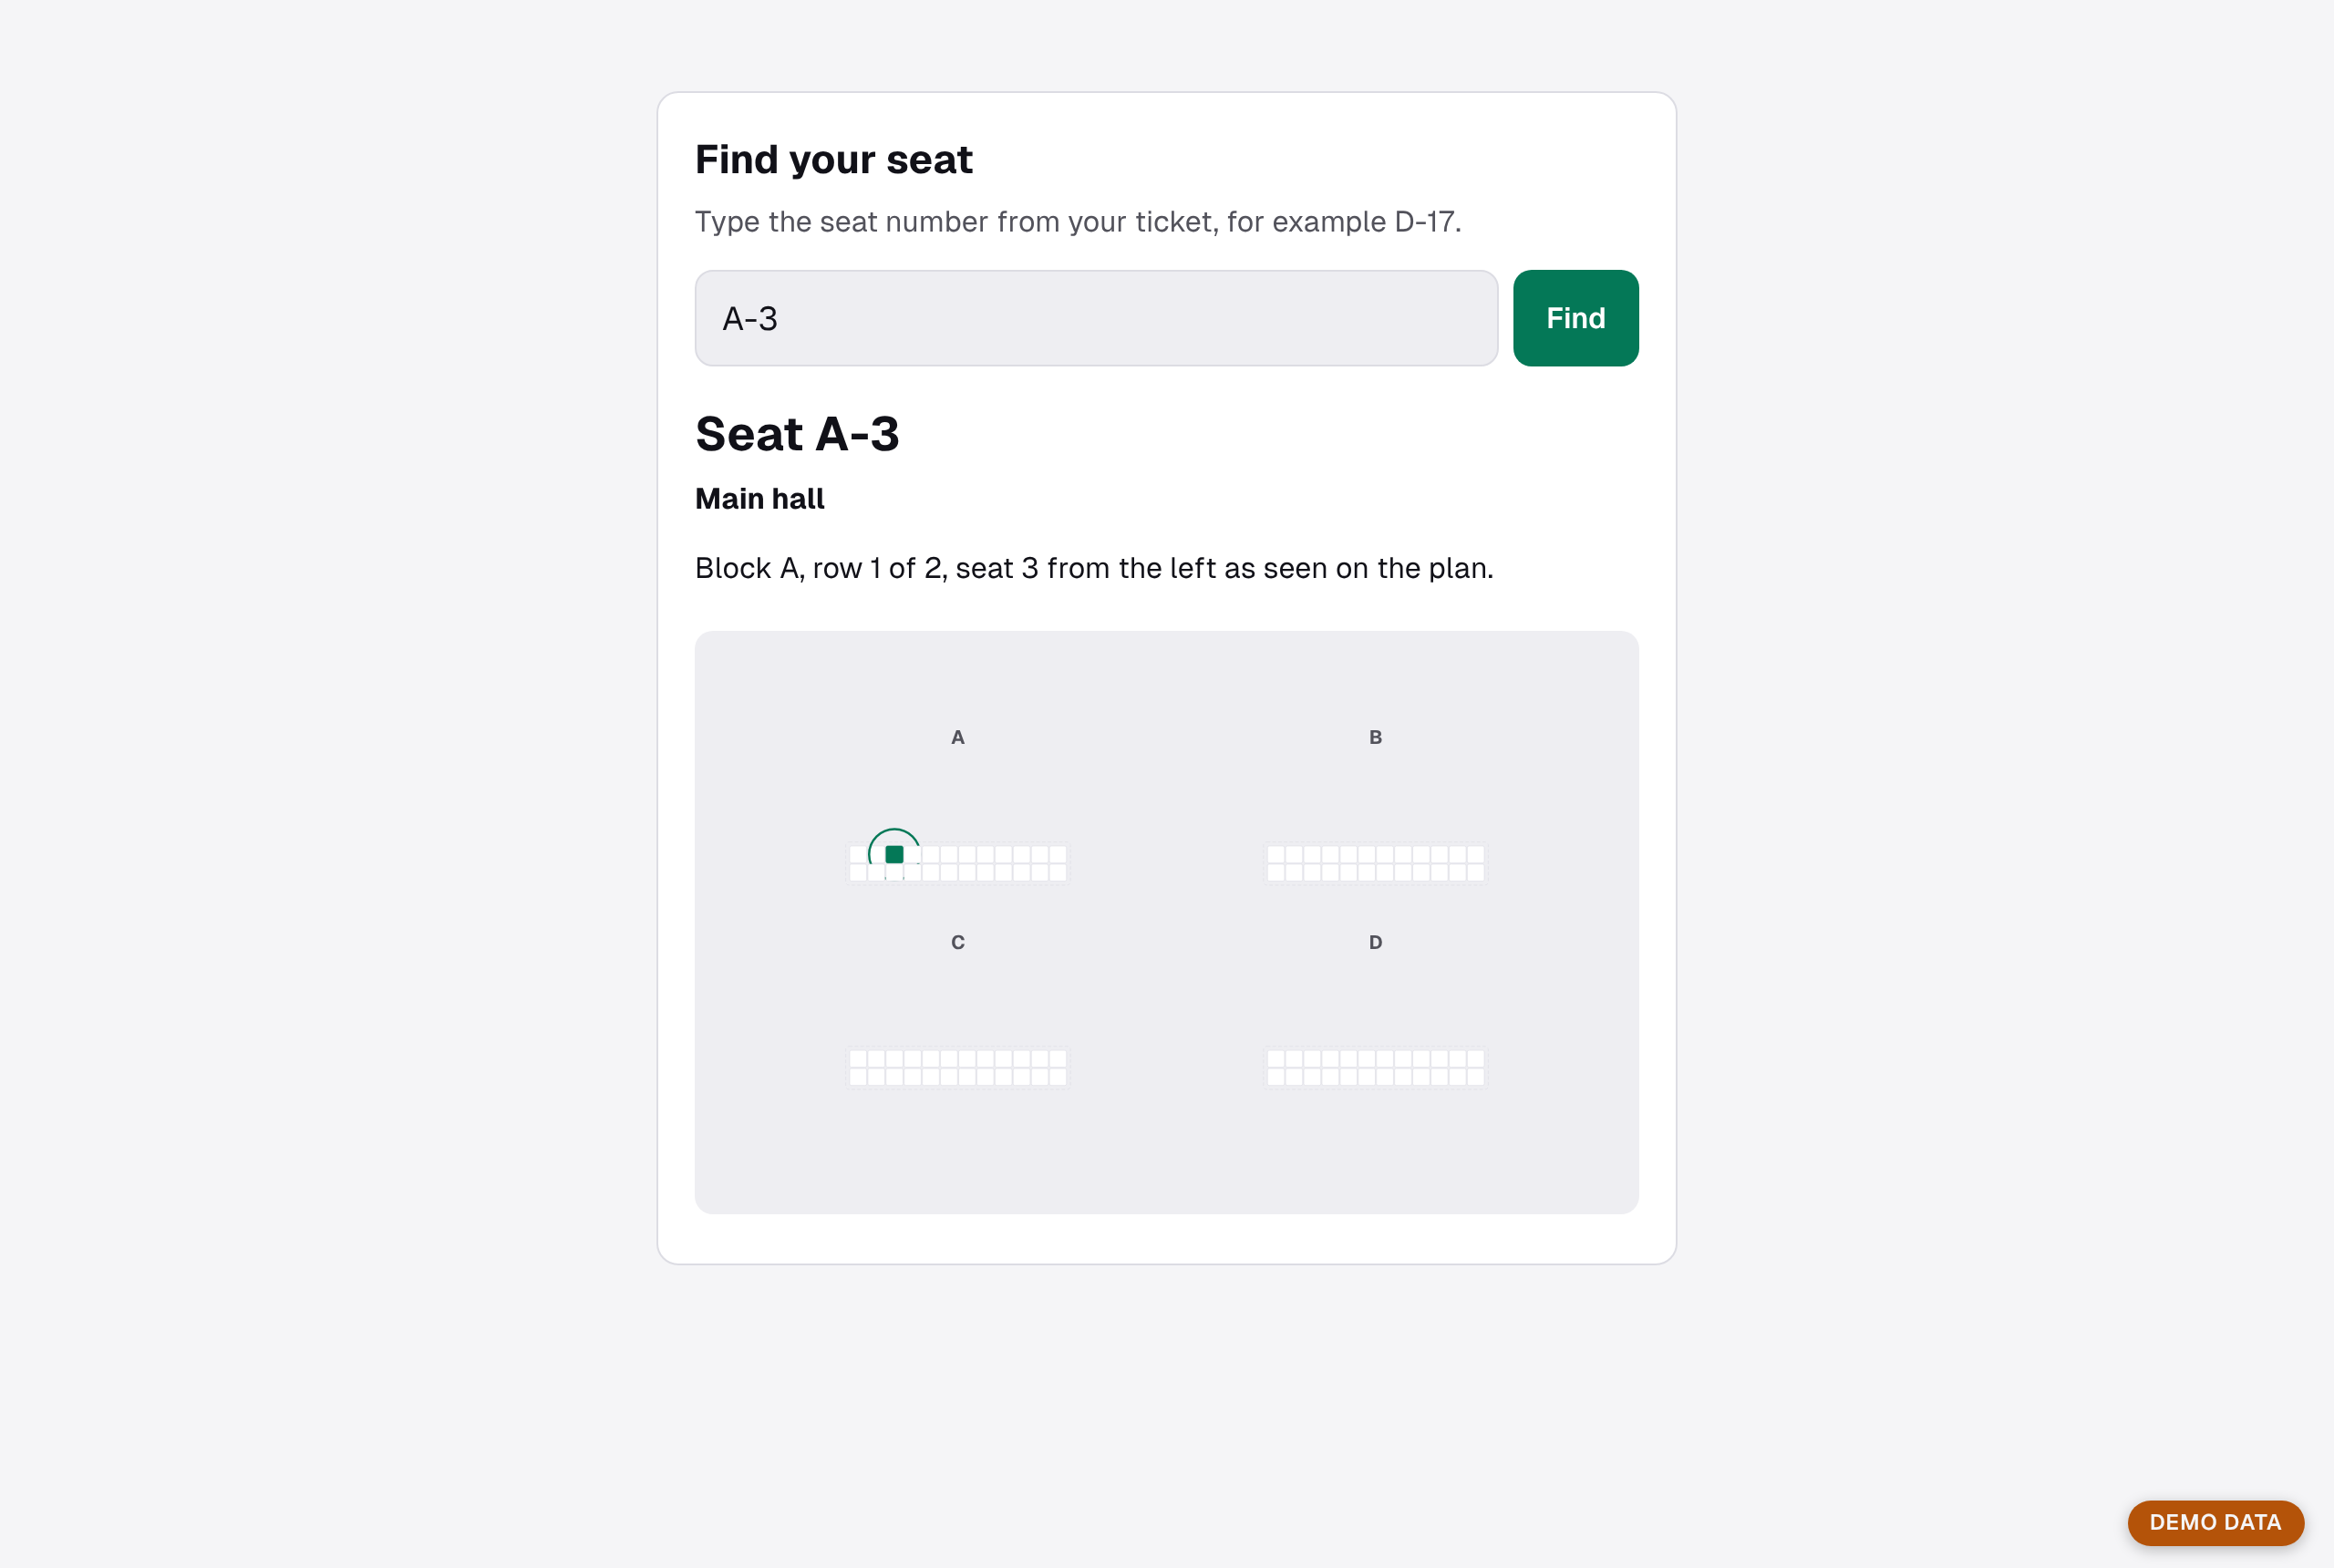 Find your seat
Type the seat number from your ticket, for example D-17.
A-3
Find
Seat A-3
Main hall
Block A, row 1 of 2, seat 3 from the left as seen on the plan.
A
B
C
D
DEMO DATA